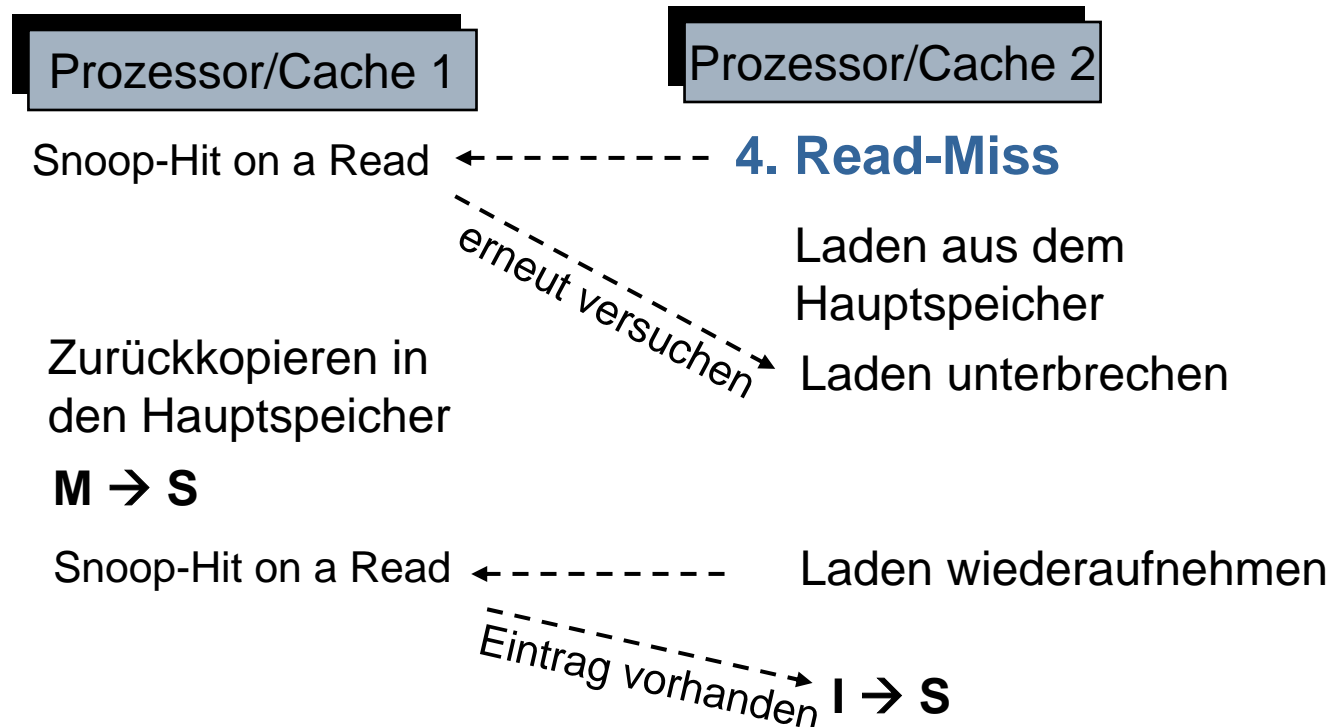 Prozessor/Cache 1
Prozessor/Cache 2
Snoop-Hit on a Read
4. Read-Miss
erneut versuchen
Laden aus dem
Hauptspeicher
Zurückkopieren in
den Hauptspeicher
Laden unterbrechen
M → S
Snoop-Hit on a Read
Laden wiederaufnehmen
Eintrag vorhanden
I → S